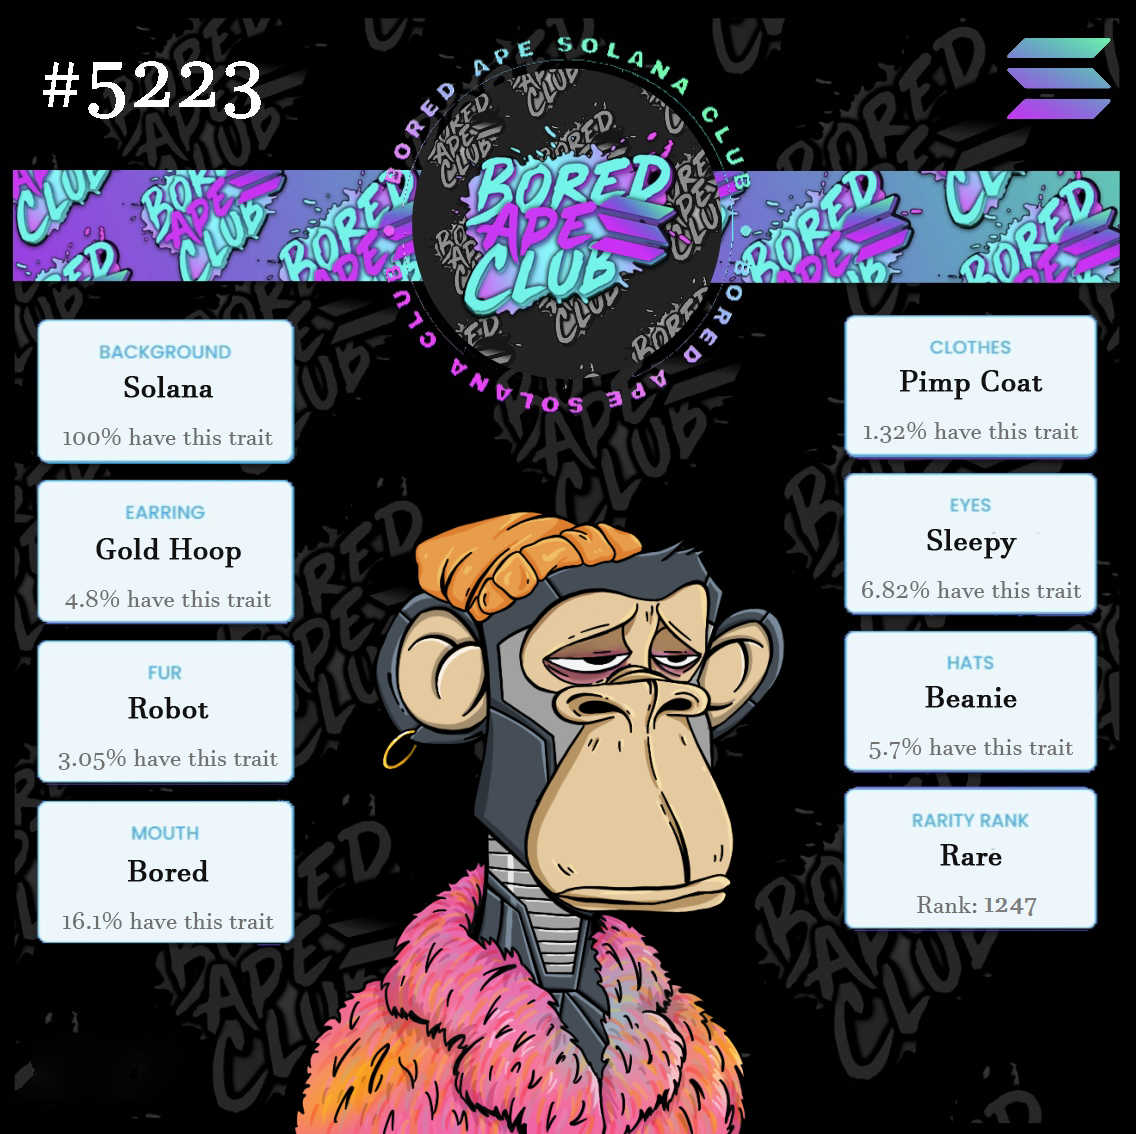 #5223
BORED APE SOLANA CLUB
BORED
APE
CLUB
BORED APE SOLANA CLUB
BACKGROUND
Solana
100% have this trait
EARRING
Gold Hoop
4.8% have this trait
FUR
Robot
3.05% have this trait
MOUTH
Bored
16.1% have this trait
CLOTHES
Pimp Coat
1.32% have this trait
EYES
Sleepy
6.82% have this trait
HATS
Beanie
5.7% have this trait
RARITY RANK
Rare
Rank: 1247